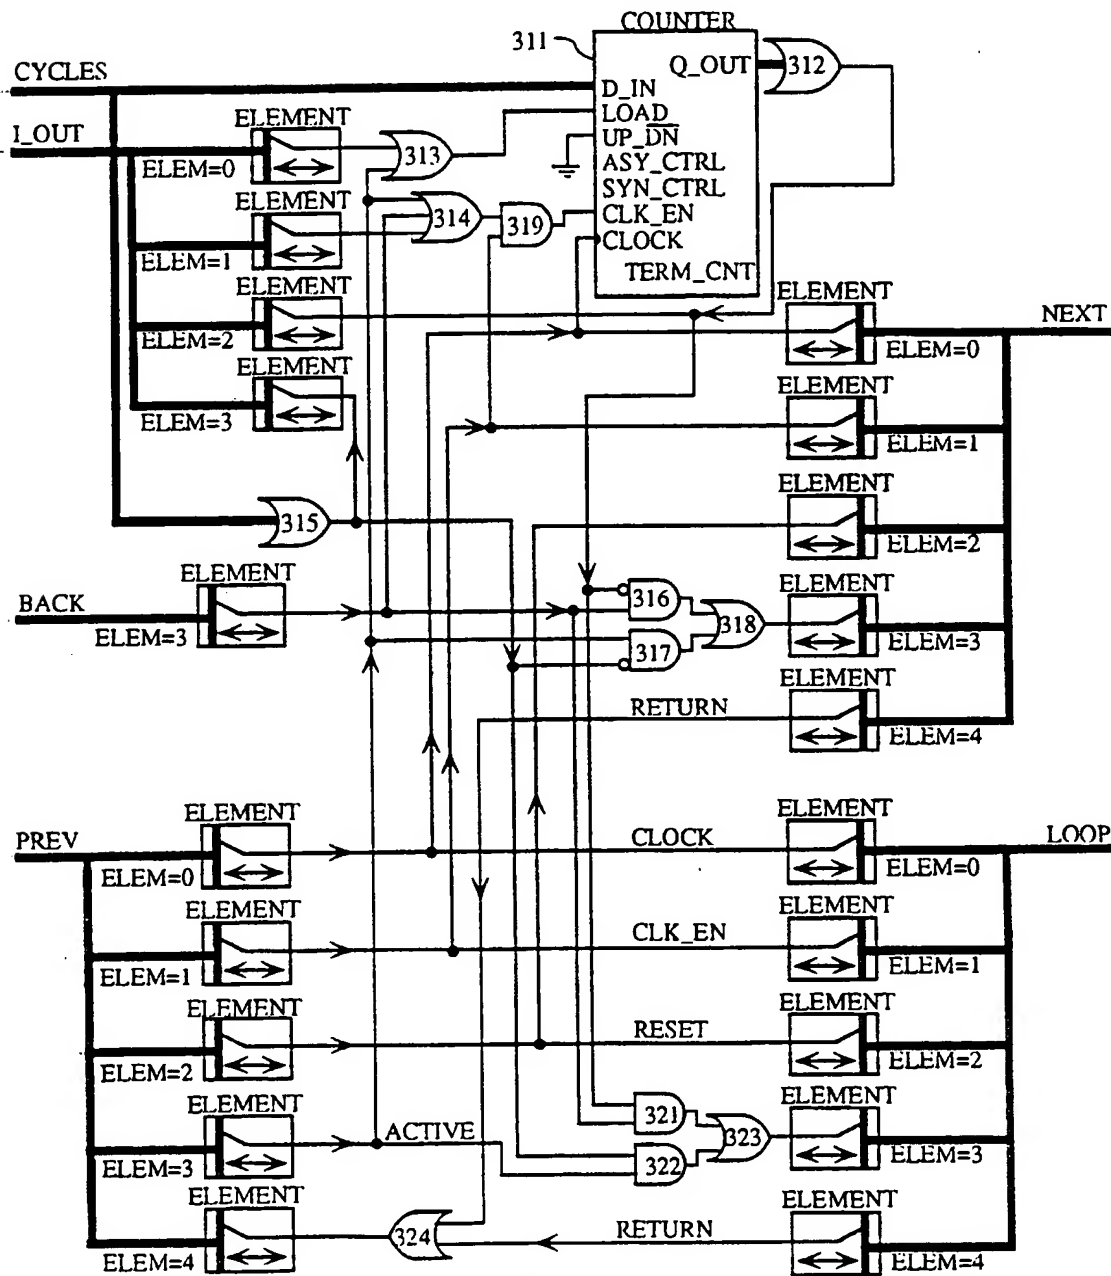 COUNTER
311
CYCLES
Q_OUT
312
D_IN
I_OUT
ELEMENT
LOAD
ELEM=0
313
UP_DN
ASY_CTRL
ELEMENT
SYN_CTRL
314
319
CLK_EN
ELEM=1
CLOCK
ELEMENT
TERM_CNT
ELEMENT
NEXT
ELEM=2
ELEM=0
ELEMENT
ELEMENT
ELEM=3
ELEM=1
ELEMENT
315
ELEM=2
ELEMENT
ELEMENT
BACK
316
ELEM=3
318
317
ELEM=3
ELEMENT
RETURN
ELEM=4
ELEMENT
ELEMENT
PREV
CLOCK
LOOP
ELEM=0
ELEM=0
ELEMENT
ELEMENT
CLK_EN
ELEM=1
ELEM=1
ELEMENT
ELEMENT
RESET
ELEM=2
ELEM=2
ELEMENT
ELEMENT
321
ACTIVE
323
ELEM=3
322
ELEM=3
ELEMENT
ELEMENT
324
RETURN
ELEM=4
ELEM=4